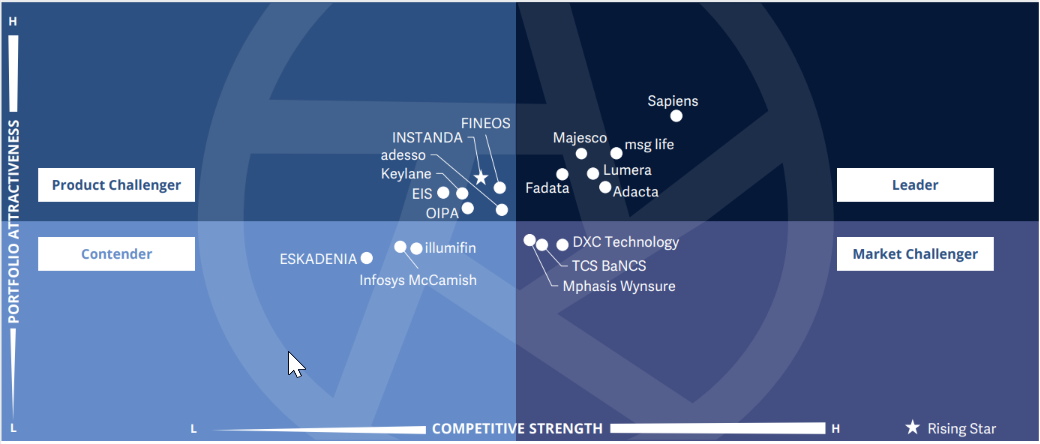 H
PORTFOLIO ATTRACTIVENESS
L
Product Challenger
Leader
Contender
Market Challenger
Sapiens
Majesco
msg life
Lumera
Fadata
Adacta
FINEOS
INSTANDA
adesso
Keylane
EIS
OIPA
ESKADENIA
illumifin
Infosys McCamish
DXC Technology
TCS BaNCS
Mphasis Wynsure
L
COMPETITIVE STRENGTH
H
Rising Star